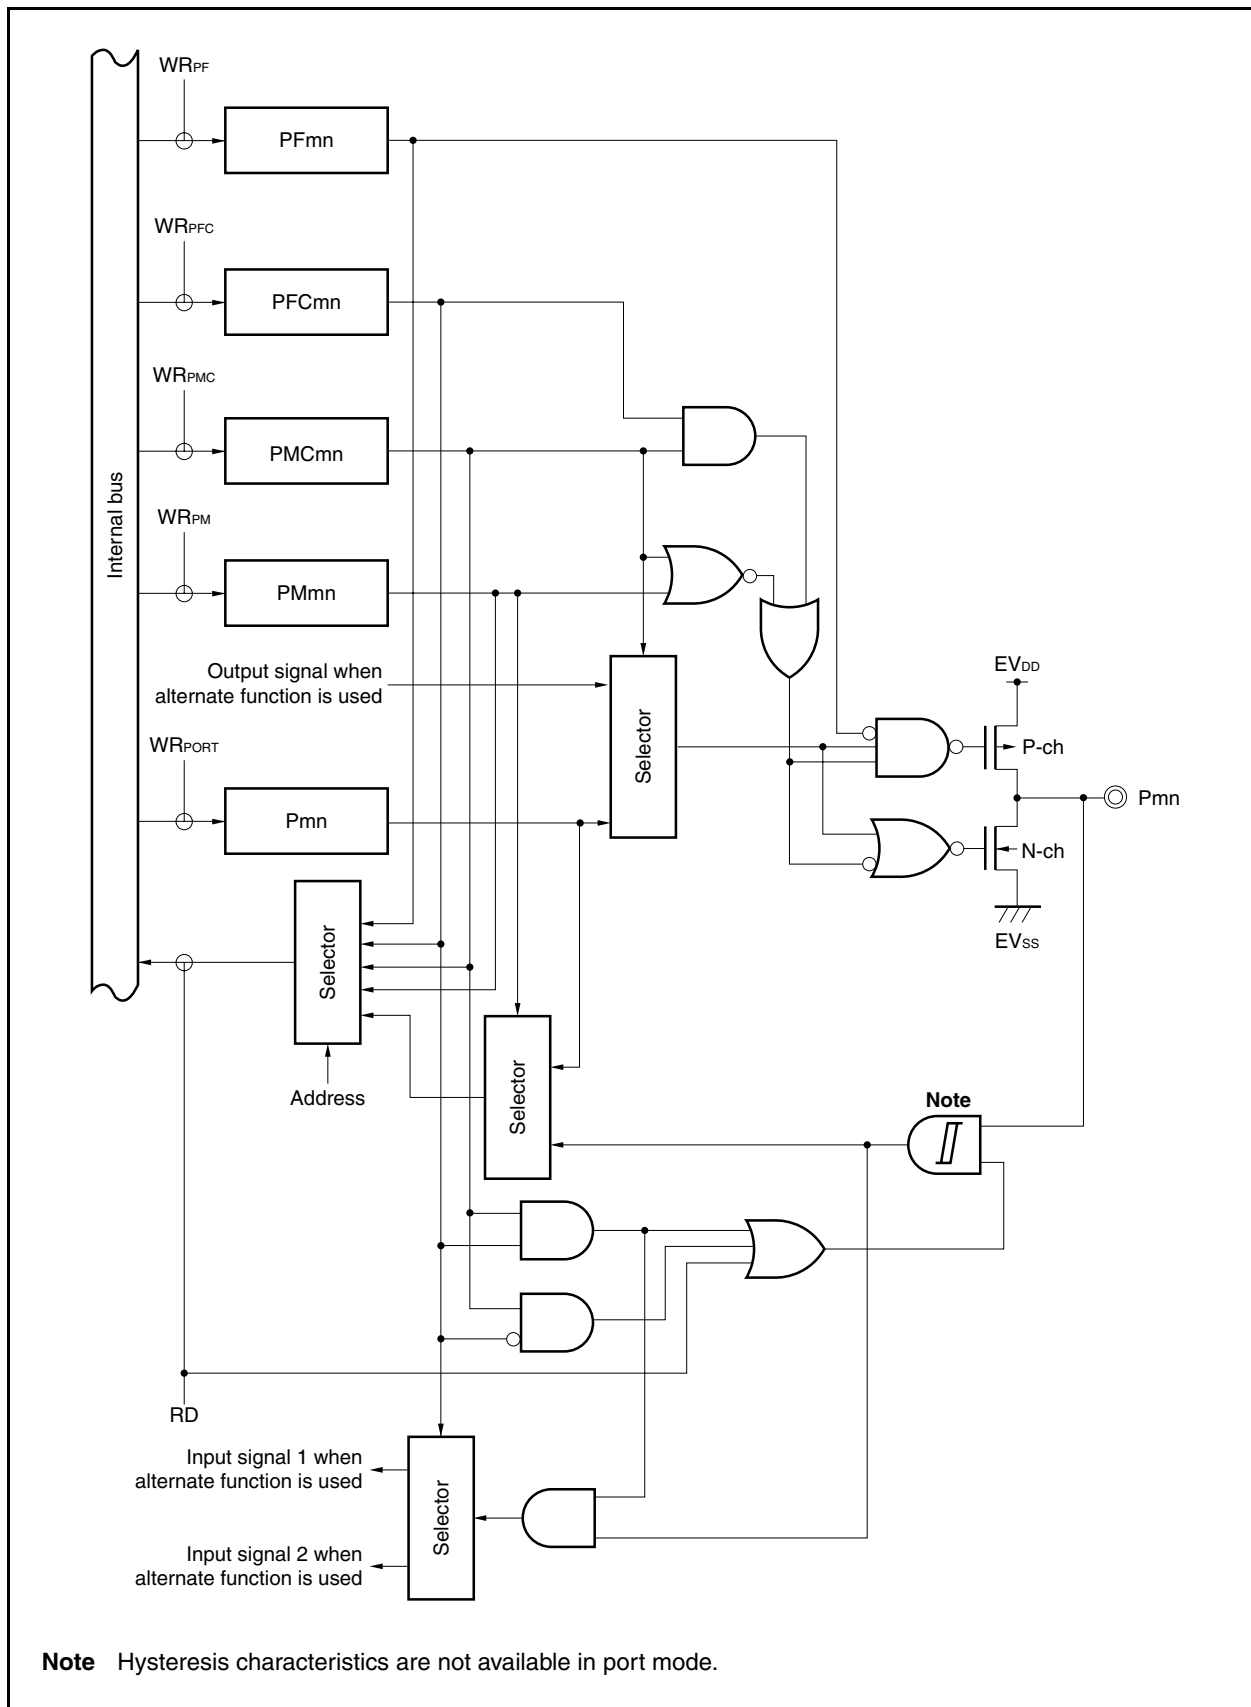 WRPF
PFmn
WRPFC
PFCmn
WRPMC
PMCmn
Internal bus
WRPM
PMmn
Output signal when
alternate function is used
Selector
EVDD
P-ch
WRPORT
Pmn
Pmn
N-ch
EVSS
Selector
Address
Selector
Note
RD
Input signal 1 when
alternate function is used
Selector
Input signal 2 when
alternate function is used
Note Hysteresis characteristics are not available in port mode.